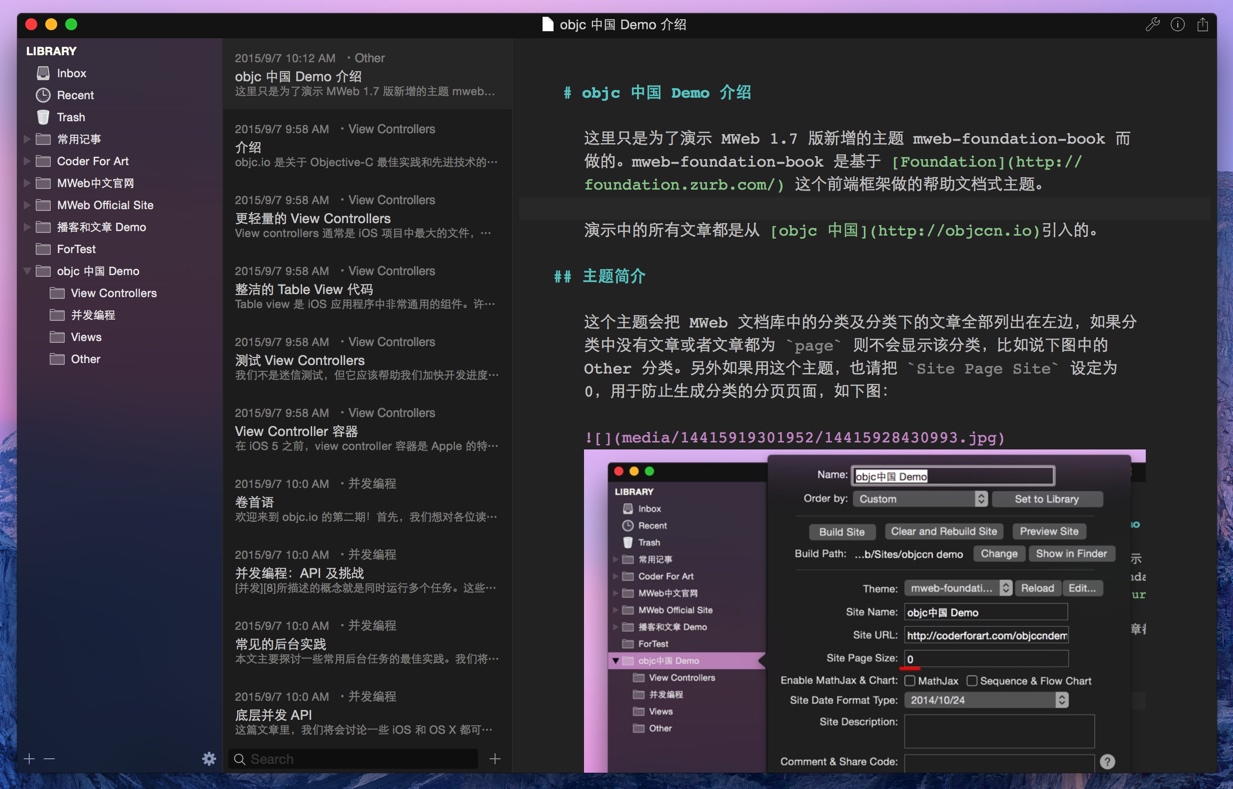 objc 中国 Demo 介绍
LIBRARY
Inbox
Recent
Trash
常用记事
Coder For Art
MWeb中文官网
MWeb Official Site
播客和文章 Demo
ForTest
objc 中国 Demo
View Controllers
并发编程
Views
Other
2015/9/7 10:12 AM ・Other
objc 中国 Demo 介绍
这里只是为了演示 MWeb 1.7 版新增的主题 mweb...
2015/9/7 9:58 AM ・View Controllers
介绍
objc.io 是关于 Objective-C 最佳实践和先进技术的…
2015/9/7 9:58 AM ・View Controllers
更轻量的 View Controllers
View controllers 通常是 iOS 项目中最大的文件，…
2015/9/7 9:58 AM ・View Controllers
整洁的 Table View 代码
Table view 是 iOS 应用程序中非常通用的组件。许…
2015/9/7 9:58 AM ・View Controllers
测试 View Controllers
我们不是迷信测试，但它应该帮助我们加快开发进度…
2015/9/7 9:58 AM ・View Controllers
View Controller 容器
在 iOS 5 之前，view controller 容器是 Apple 的特…
2015/9/7 10:0 AM ・并发编程
卷首语
欢迎来到 objc.io 的第二期！首先，我们想对各位读…
2015/9/7 10:0 AM ・并发编程
并发编程：API 及挑战
[并发][8]所描述的概念就是同时运行多个任务。这些…
2015/9/7 10:0 AM ・并发编程
常见的后台实践
本文主要探讨一些常用后台任务的最佳实践。我们将…
2015/9/7 10:0 AM ・并发编程
底层并发 API
这篇文章里，我们将会讨论一些 iOS 和 OS X 都可…
Search
# objc 中国 Demo 介绍
这里只是为了演示 MWeb 1.7 版新增的主题 mweb-foundation-book 而
做的。mweb-foundation-book 是基于 [Foundation](http://
foundation.zurb.com/) 这个前端框架做的帮助文档式主题。
演示中的所有文章都是从 [objc 中国](http://objccn.io)引入的。
## 主题简介
这个主题会把 MWeb 文档库中的分类及分类下的文章全部列出在左边，如果分
类中没有文章或者文章都为 `page` 则不会显示该分类，比如说下图中的
Other 分类。另外如果用这个主题，也请把 `Site Page Site` 设定为
0，用于防止生成分类的分页页面，如下图：
![](media/14415919301952/14415928430993.jpg)
LIBRARY
Inbox
Recent
Trash
常用记事
Coder For Art
MWeb中文官网
MWeb Official Site
播客和文章 Demo
ForTest
objc中国 Demo
View Controllers
并发编程
Views
Other
Name: objc中国 Demo
Order by: Custom Set to Library
Build Site Clear and Rebuild Site Preview Site
Build Path: ...b/Sites/objccn demo Change Show in Finder
Theme: mweb-foundati... Reload Edit...
Site Name: objc中国 Demo
Site URL: http://coderforart.com/objccndem
Site Page Size: 0
Enable MathJax & Chart: MathJax Sequence & Flow Chart
Site Date Format Type: 2014/10/24
Site Description:
Comment & Share Code: ?